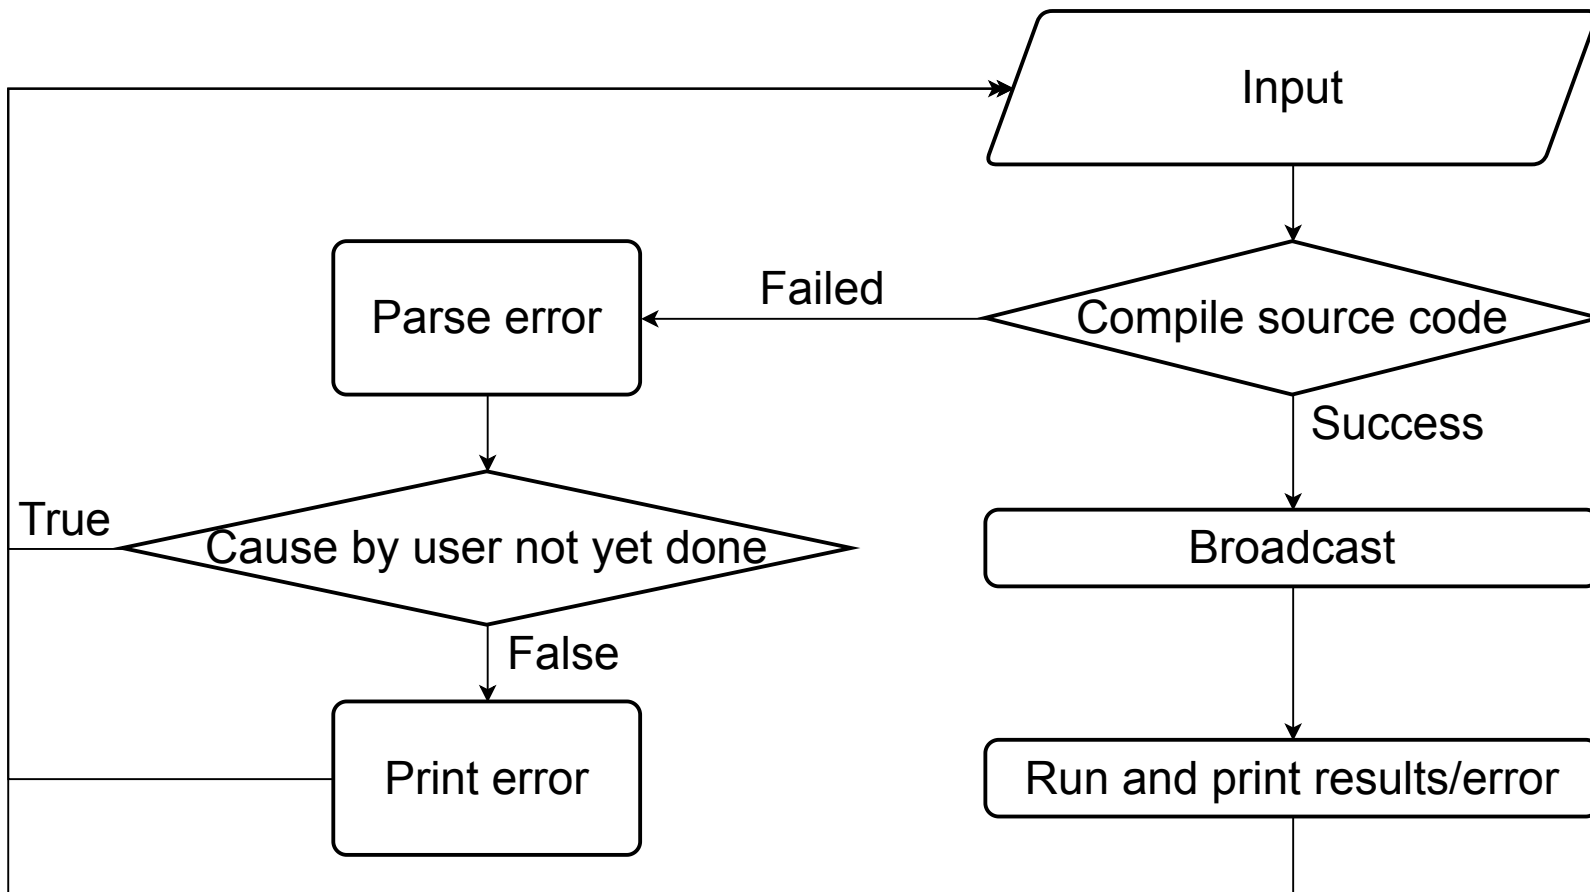 Input
Failed
Parse error
Compile source code
Success
True
Cause by user not yet done
Broadcast
False
Print error
Run and print results/error